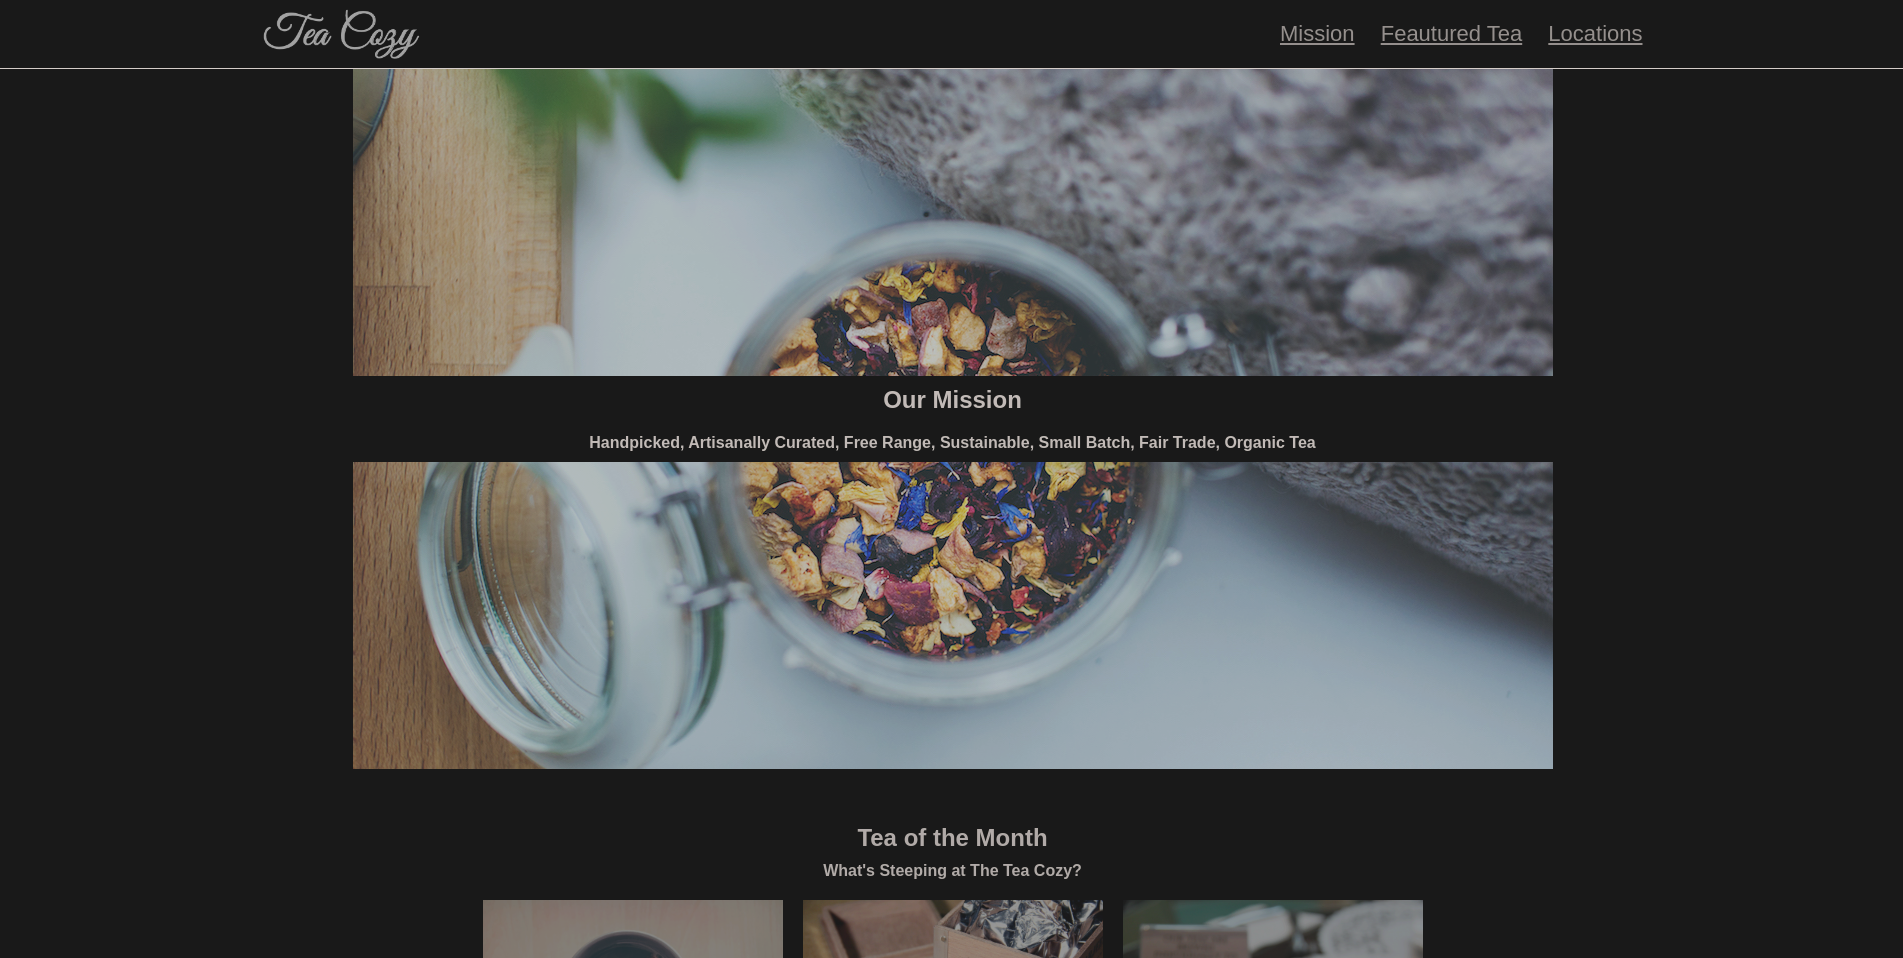 Tea Cozy
Mission Feautured Tea Locations
Our Mission
Handpicked, Artisanally Curated, Free Range, Sustainable, Small Batch, Fair Trade, Organic Tea
Tea of the Month
What's Steeping at The Tea Cozy?